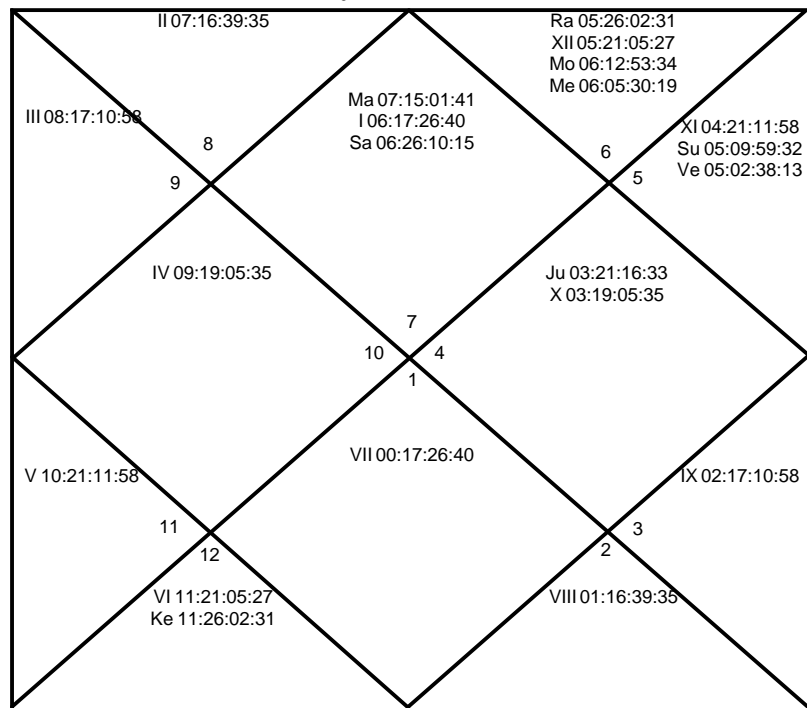 II 07:16:39:35
Ra 05:26:02:31
XII 05:21:05:27
Mo 06:12:53:34
Me 06:05:30:19
III 08:17:10:58
Ma 07:15:01:41
I 06:17:26:40
Sa 06:26:10:15
XI 04:21:11:58
Su 05:09:59:32
Ve 05:02:38:13
8
6
9
5
IV 09:19:05:35
Ju 03:21:16:33
X 03:19:05:35
7
10
4
1
VII 00:17:26:40
V 10:21:11:58
IX 02:17:10:58
11
3
12
2
VI 11:21:05:27
Ke 11:26:02:31
VIII 01:16:39:35